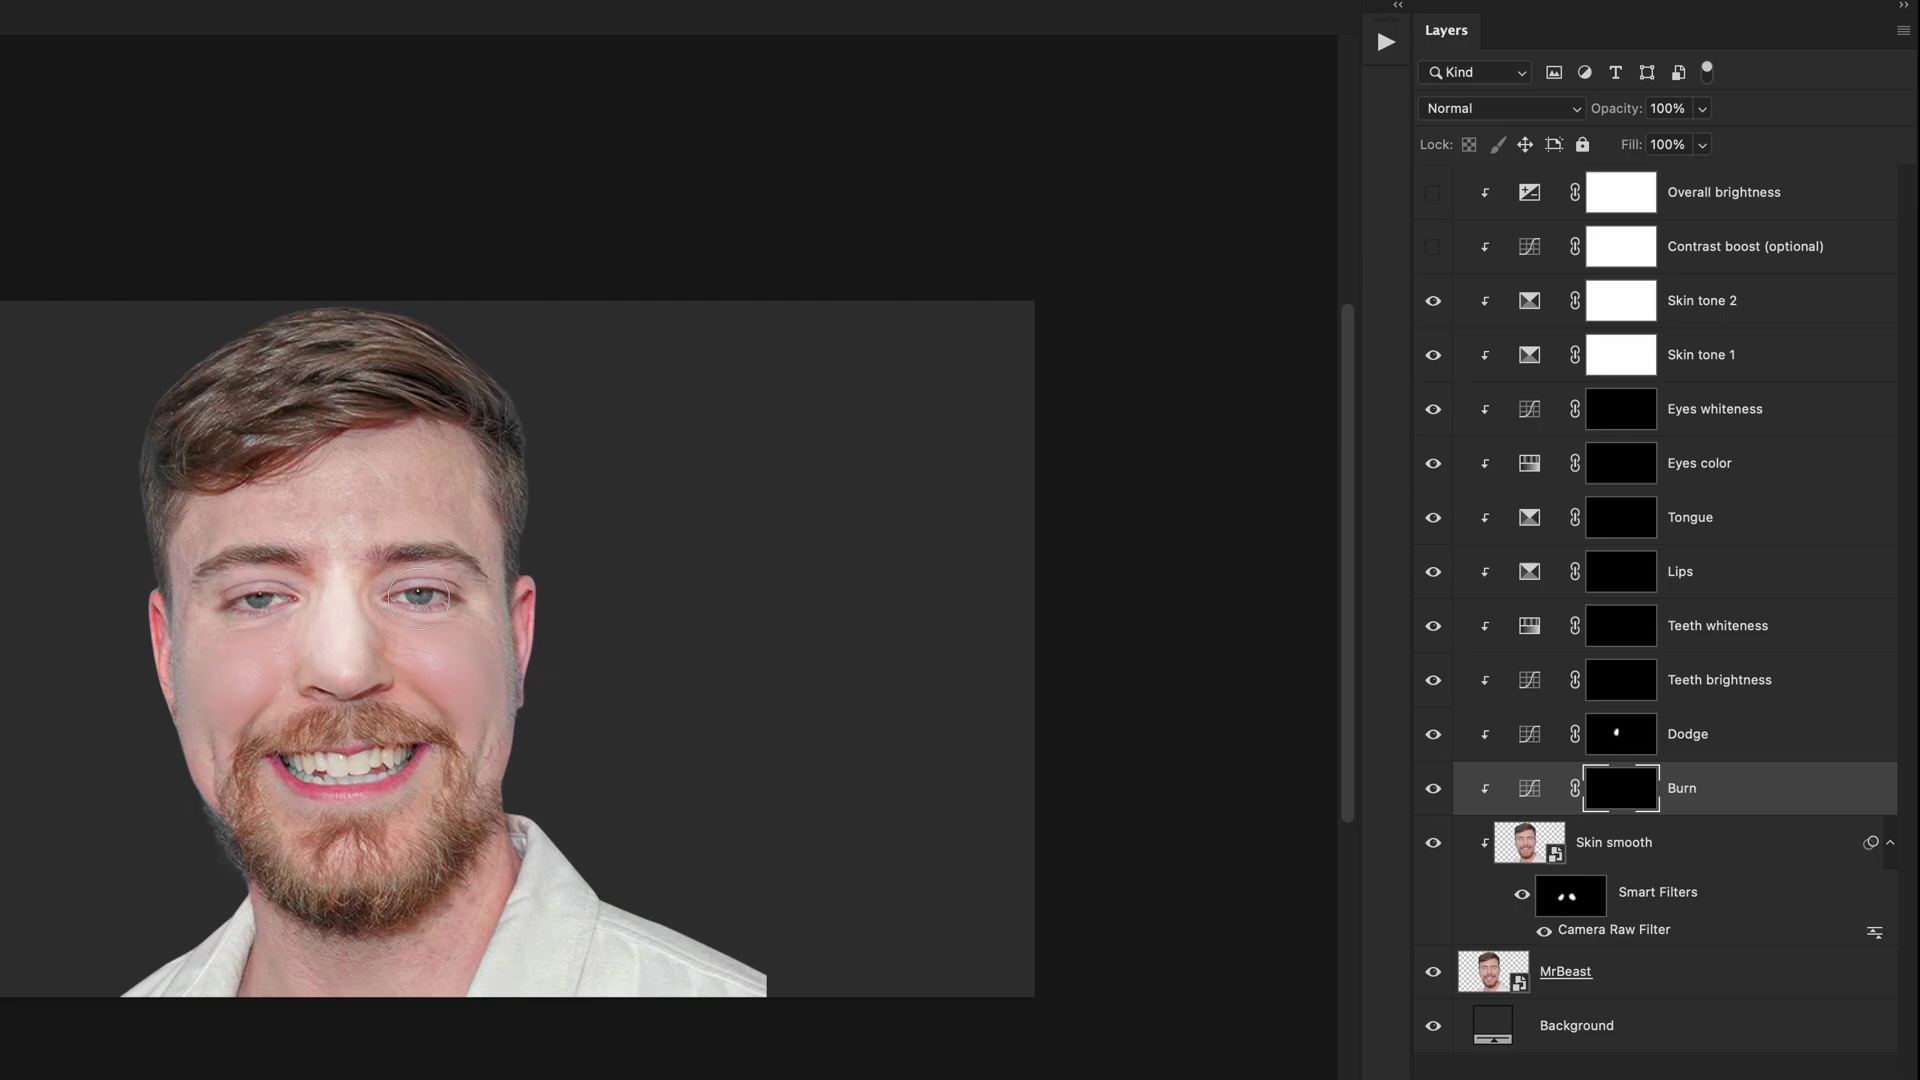 Layers
Kind
Normal
Opacity: 100%
Lock:
Fill: 100%
Overall brightness
Contrast boost (optional)
Skin tone 2
Skin tone 1
Eyes whiteness
Eyes color
Tongue
Lips
Teeth whiteness
Teeth brightness
Dodge
Burn
Skin smooth
Smart Filters
Camera Raw Filter
MrBeast
Background